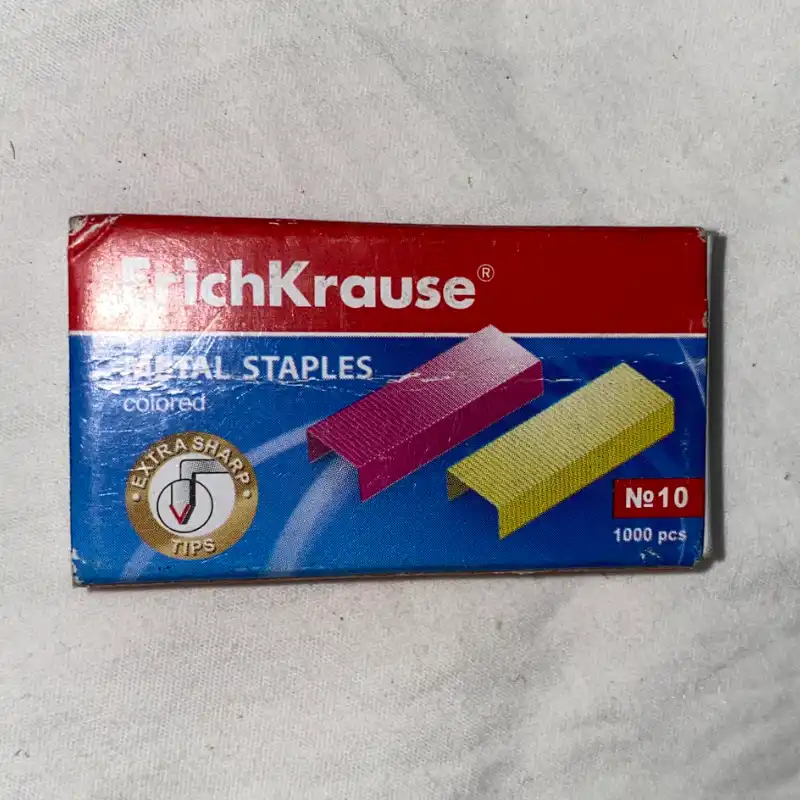 ErichKrause®
METAL STAPLES
colored
• EXTRA SHARP •
TIPS
№10
1000 pcs